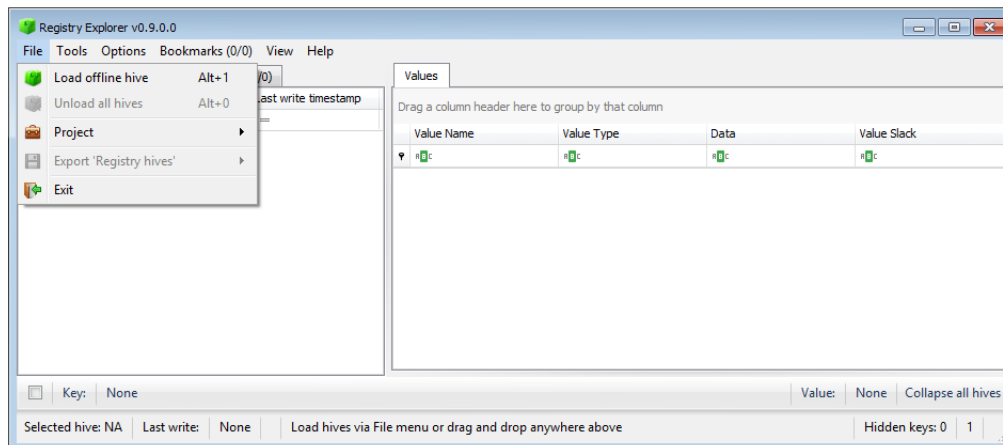 Registry Explorer v0.9.0.0
File Tools Options Bookmarks (0/0) View Help
Load offline hive Alt+1
Unload all hives Alt+0
Project
Export 'Registry hives'
Exit
/0)
Last write timestamp
=
Values
Drag a column header here to group by that column
Value Name Value Type Data Value Slack
ABC ABC ABC ABC
Key: None Value: None Collapse all hives
Selected hive: NA Last write: None Load hives via File menu or drag and drop anywhere above Hidden keys: 0 1